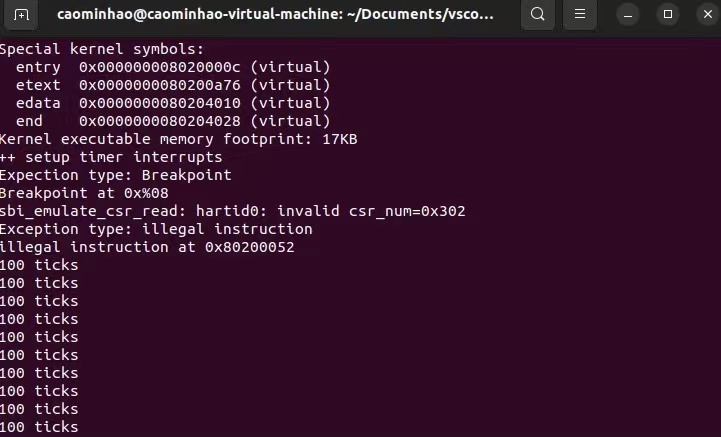 caominhao@caominhao-virtual-machine: ~/Documents/vsco...
Special kernel symbols:
  entry  0x000000008020000c (virtual)
  etext  0x0000000080200a76 (virtual)
  edata  0x0000000080204010 (virtual)
  end    0x0000000080204028 (virtual)
Kernel executable memory footprint: 17KB
++ setup timer interrupts
Expection type: Breakpoint
Breakpoint at 0x%08
sbi_emulate_csr_read: hartid0: invalid csr_num=0x302
Exception type: illegal instruction
illegal instruction at 0x80200052
100 ticks
100 ticks
100 ticks
100 ticks
100 ticks
100 ticks
100 ticks
100 ticks
100 ticks
100 ticks